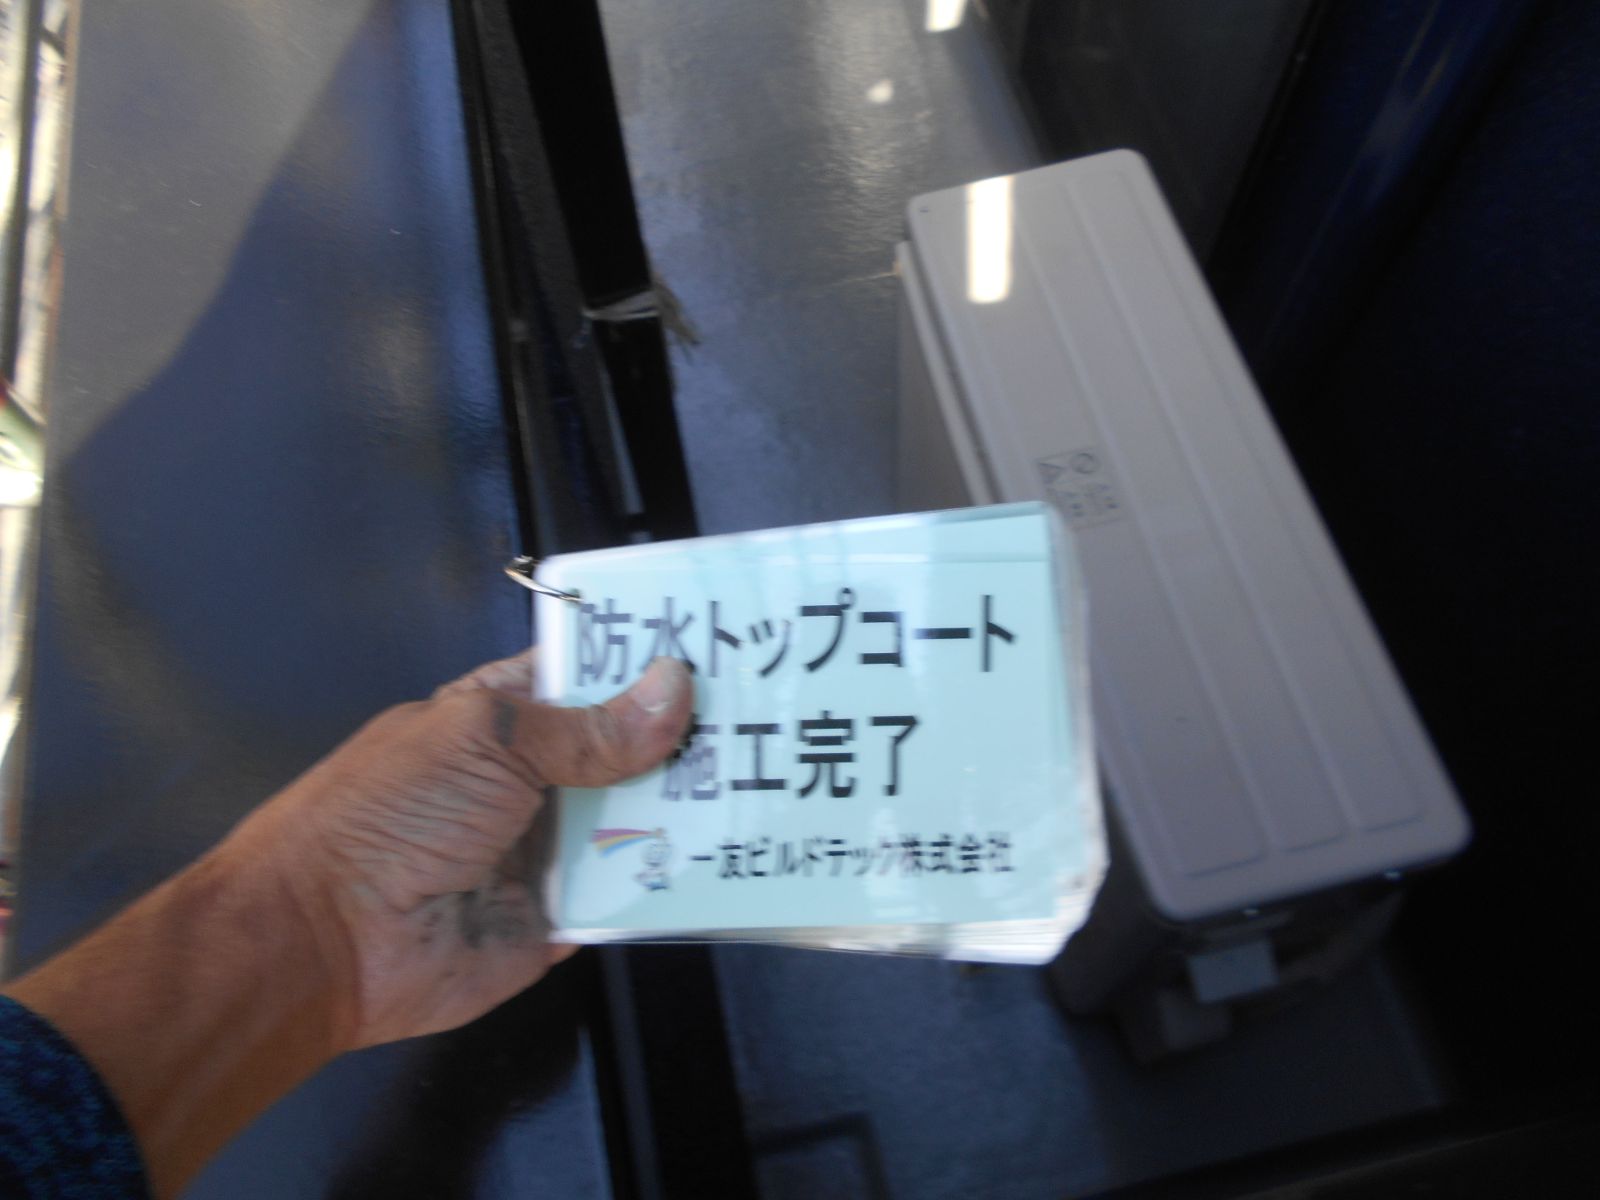 防水トップコート
施工完了
一友ビルドテック株式会社